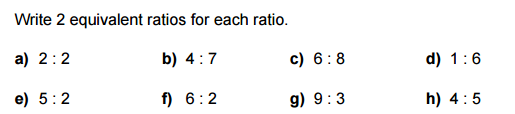 Write 2 equivalent ratios for each ratio.
a) 2 : 2 b) 4 : 7 c) 6 : 8 d) 1 : 6
e) 5 : 2 f) 6 : 2 g) 9 : 3 h) 4 : 5